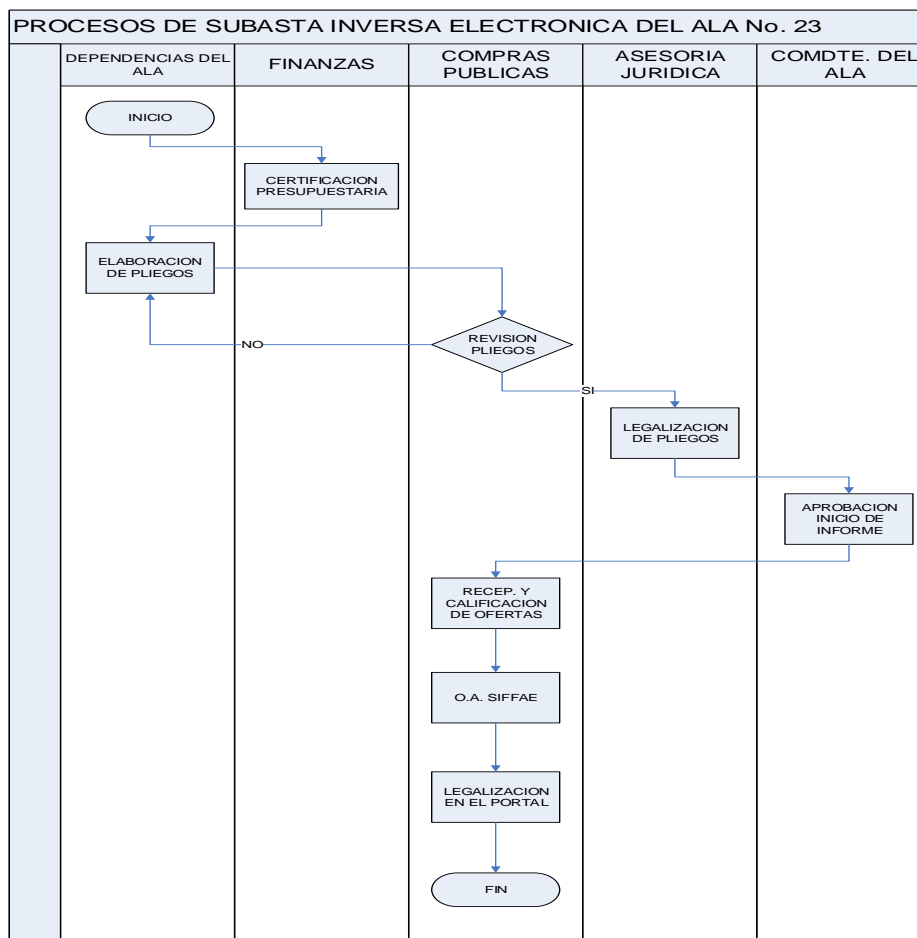 PROCESOS DE SUBASTA INVERSA ELECTRONICA DEL ALA No. 23
DEPENDENCIAS DEL
ALA
FINANZAS
COMPRAS
PUBLICAS
ASESORIA
JURIDICA
COMDTE. DEL
ALA
INICIO
CERTIFICACION
PRESUPUESTARIA
ELABORACION
DE PLIEGOS
REVISION
PLIEGOS
NO
SI
LEGALIZACION
DE PLIEGOS
APROBACION
INICIO DE
INFORME
RECEP. Y
CALIFICACION
DE OFERTAS
O.A. SIFFAE
LEGALIZACION
EN EL PORTAL
FIN